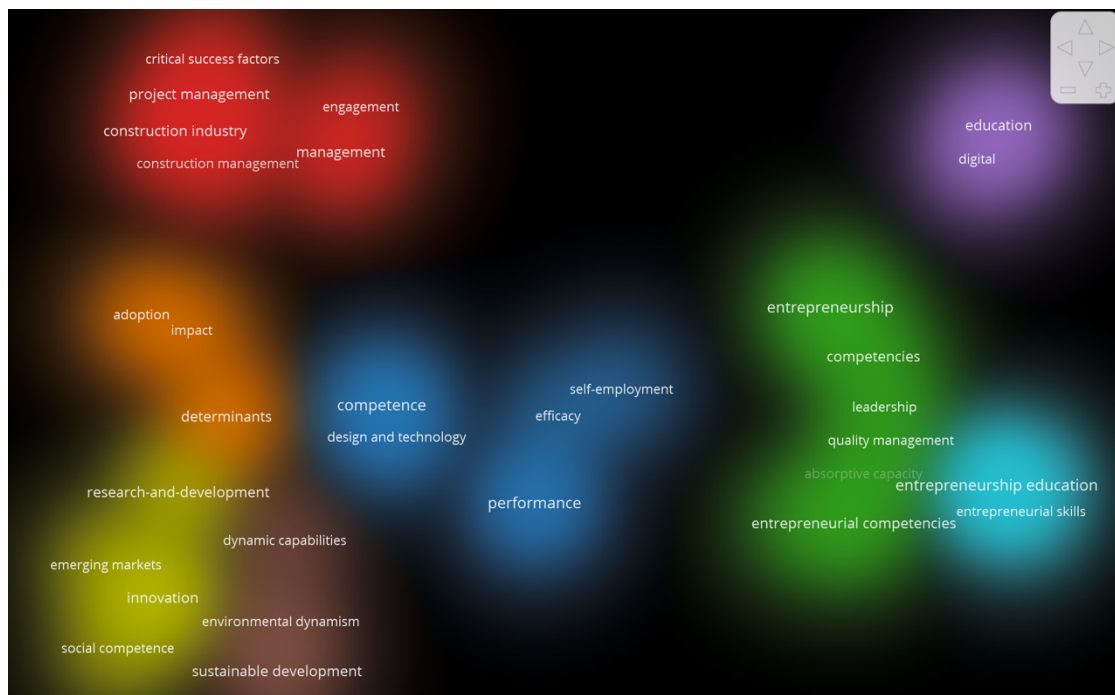 critical success factors
project management
engagement
construction industry
management
construction management
education
digital
adoption
impact
entrepreneurship
competencies
self-employment
competence
leadership
efficacy
determinants
design and technology
quality management
absorptive capacity
entrepreneurship education
research-and-development
performance
entrepreneurial skills
entrepreneurial competencies
dynamic capabilities
emerging markets
innovation
environmental dynamism
social competence
sustainable development